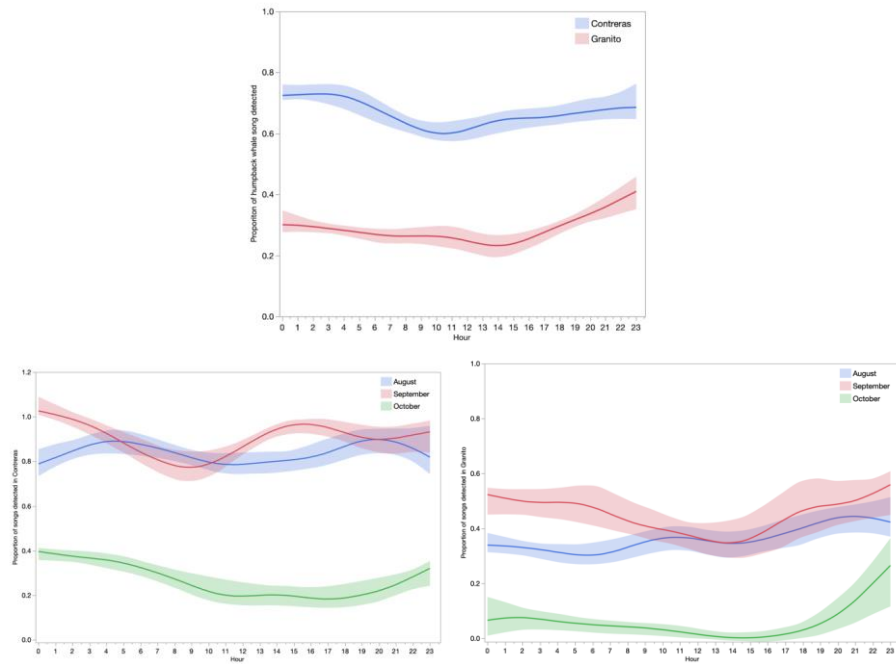 1.0
Contreras
Granito
0.8
0.6
0.4
0.2
0.0
Proporiton of humpback whale song detected
0 1 2 3 4 5 6 7 8 9 10 11 12 13 14 15 16 17 18 19 20 21 22 23
Hour
1.2
August
September
October
1.0
0.8
0.6
0.4
0.2
0.0
Proportion of songs detected in Contreras
0 1 2 3 4 5 6 7 8 9 10 11 12 13 14 15 16 17 18 19 20 21 22 23
Hour
1.0
August
September
October
0.8
0.6
0.4
0.2
0.0
Proportion of songs detected in Granito
0 1 2 3 4 5 6 7 8 9 10 11 12 13 14 15 16 17 18 19 20 21 22 23
Hour